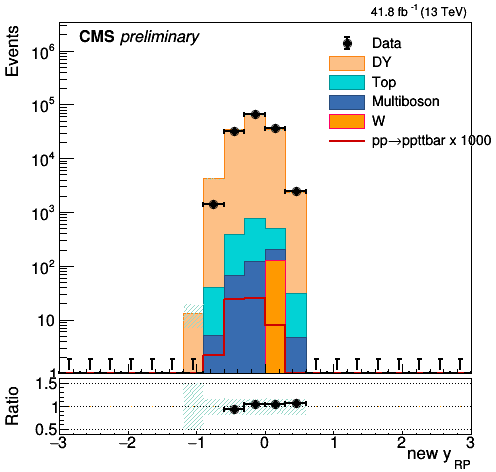 41.8 fb⁻¹ (13 TeV)
CMS preliminary
Events
Data
DY
Top
Multiboson
W
pp→ppttbar x 1000
10⁶
10⁵
10⁴
10³
10²
10
1
Ratio
1.5
1
0.5
−3 −2 −1 0 1 2 3
new y_RP